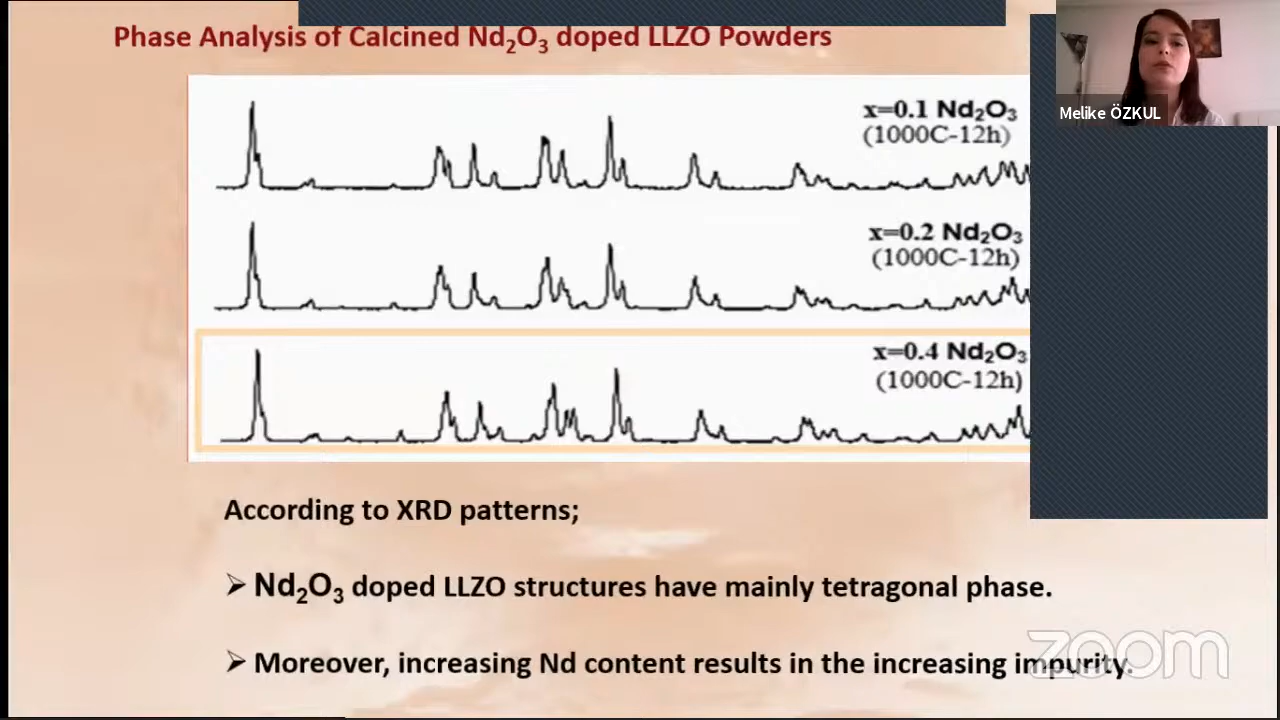 Phase Analysis of Calcined Nd₂O₃ doped LLZO Powders
Melike ÖZKUL
x=0.1 Nd₂O₃
(1000C-12h)
x=0.2 Nd₂O₃
(1000C-12h)
x=0.4 Nd₂O₃
(1000C-12h)
According to XRD patterns;
➢ Nd₂O₃ doped LLZO structures have mainly tetragonal phase.
➢ Moreover, increasing Nd content results in the increasing impurity.
zoom